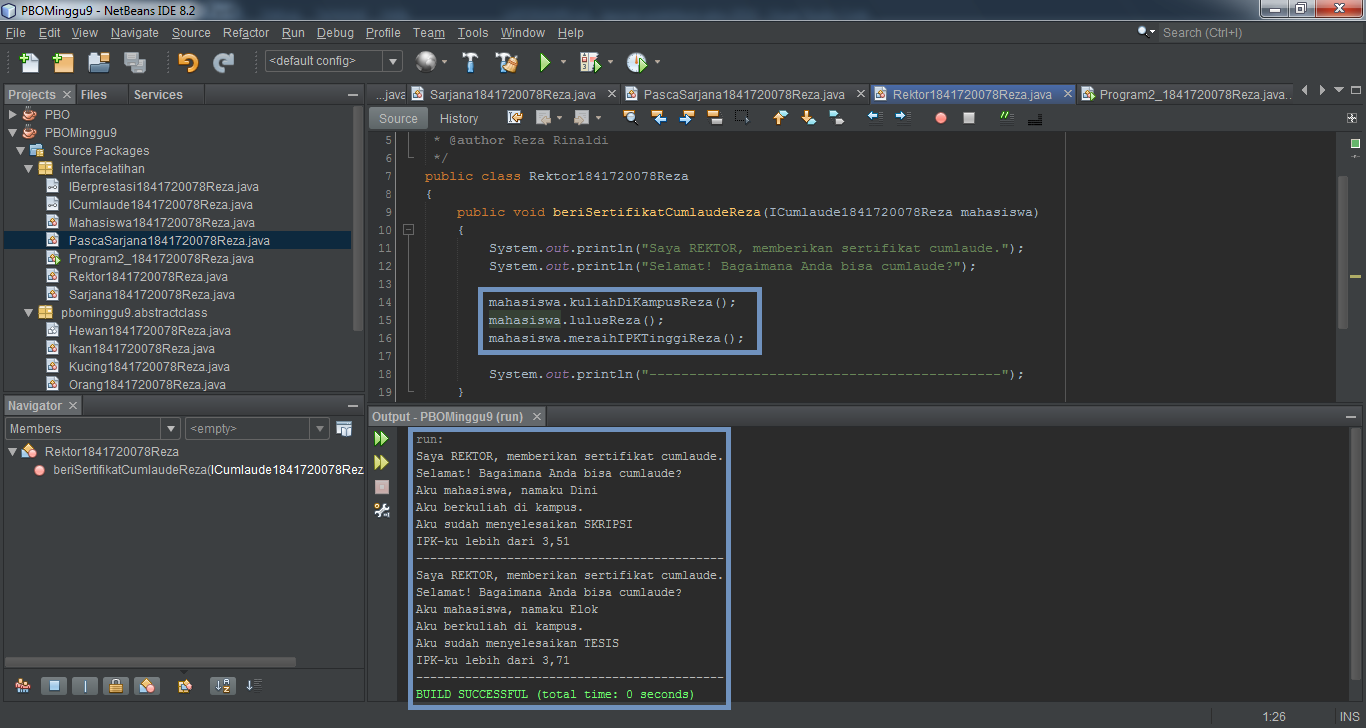 PBOMinggu9 - NetBeans IDE 8.2
File Edit View Navigate Source Refactor Run Debug Profile Team Tools Window Help
Search (Ctrl+I)
<default config>
Projects Files Services
PBO
PBOMinggu9
Source Packages
interfacelatihan
IBerprestasi1841720078Reza.java
ICumlaude1841720078Reza.java
Mahasiswa1841720078Reza.java
PascaSarjana1841720078Reza.java
Program2_1841720078Reza.java
Rektor1841720078Reza.java
Sarjana1841720078Reza.java
pbominggu9.abstractclass
Hewan1841720078Reza.java
Ikan1841720078Reza.java
Kucing1841720078Reza.java
Orang1841720078Reza.java
Navigator
Members <empty>
Rektor1841720078Reza
beriSertifikatCumlaudeReza(ICumlaude1841720078Rez
...java Sarjana1841720078Reza.java PascaSarjana1841720078Reza.java Rektor1841720078Reza.java Program2_1841720078Reza.java..
Source History
5 * @author Reza Rinaldi
6 */
7 public class Rektor1841720078Reza
8 {
9 public void beriSertifikatCumlaudeReza(ICumlaude1841720078Reza mahasiswa)
10 {
11 System.out.println("Saya REKTOR, memberikan sertifikat cumlaude.");
12 System.out.println("Selamat! Bagaimana Anda bisa cumlaude?");
13
14 mahasiswa.kuliahDiKampusReza();
15 mahasiswa.lulusReza();
16 mahasiswa.meraihIPKTinggiReza();
17
18 System.out.println("--------------------------------------------");
19 }
Output - PBOMinggu9 (run)
run:
Saya REKTOR, memberikan sertifikat cumlaude.
Selamat! Bagaimana Anda bisa cumlaude?
Aku mahasiswa, namaku Dini
Aku berkuliah di kampus.
Aku sudah menyelesaikan SKRIPSI
IPK-ku lebih dari 3,51
--------------------------------------------
Saya REKTOR, memberikan sertifikat cumlaude.
Selamat! Bagaimana Anda bisa cumlaude?
Aku mahasiswa, namaku Elok
Aku berkuliah di kampus.
Aku sudah menyelesaikan TESIS
IPK-ku lebih dari 3,71
--------------------------------------------
BUILD SUCCESSFUL (total time: 0 seconds)
1:26 INS